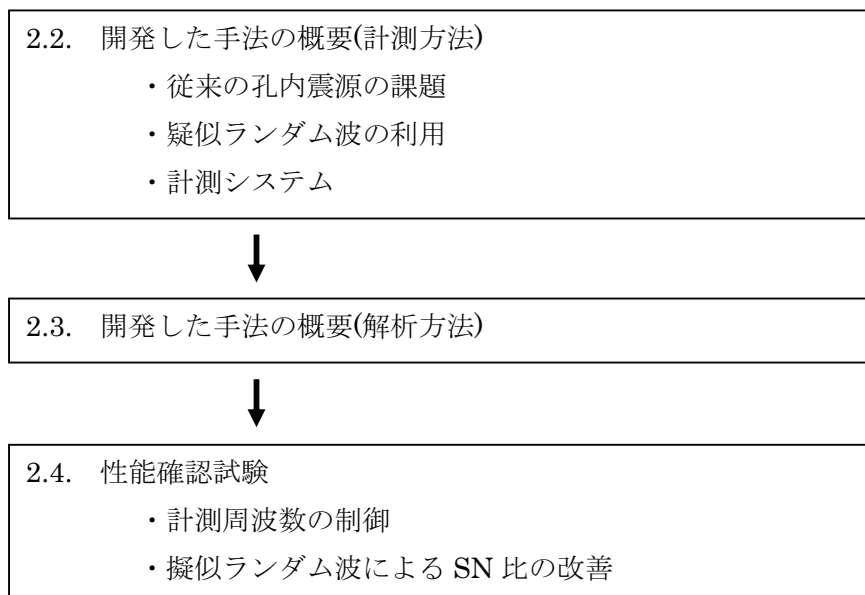 2.2. 開発した手法の概要(計測方法)
・従来の孔内震源の課題
・疑似ランダム波の利用
・計測システム
2.3. 開発した手法の概要(解析方法)
2.4. 性能確認試験
・計測周波数の制御
・擬似ランダム波による SN 比の改善